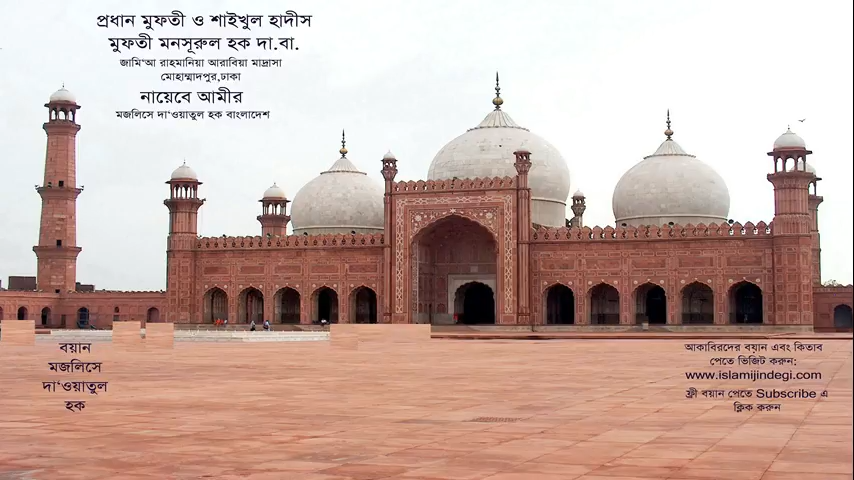 প্রধান মুফতী ও শাইখুল হাদীস
মুফতী মনসূরুল হক দা.বা.
জামি'আ রাহমানিয়া আরাবিয়া মাদ্রাসা
মোহাম্মাদপুর,ঢাকা
নায়েবে আমীর
মজলিসে দা'ওয়াতুল হক বাংলাদেশ
বয়ান
মজলিসে
দা'ওয়াতুল
হক
আকাবিরদের বয়ান এবং কিতাব
পেতে ভিজিট করুন:
www.islamijindegi.com
ফ্রী বয়ান পেতে Subscribe এ
ক্লিক করুন